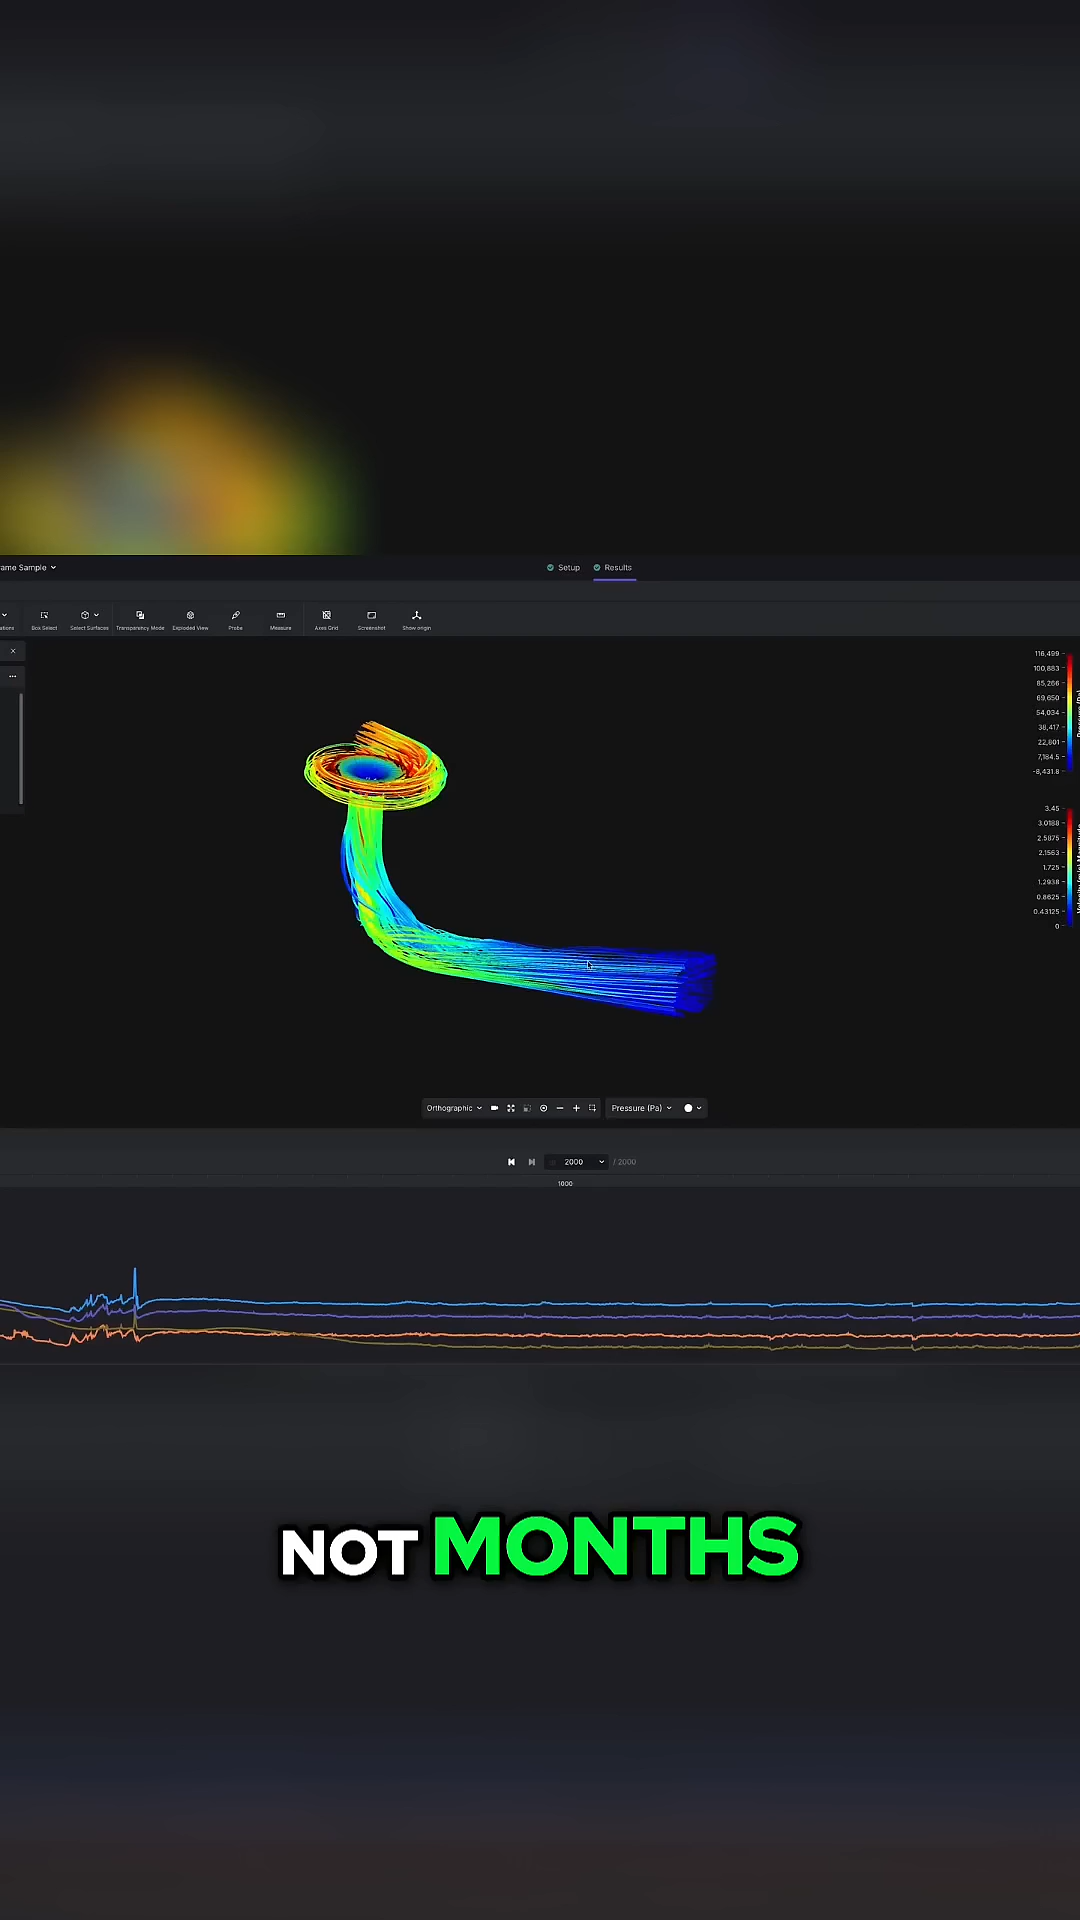 ame Sample
Setup
Results
ations
Box Select
Select Surfaces
Transparency Mode
Exploded View
Probe
Measure
Axes Grid
Screenshot
Show origin
116,499
100,883
85,266
69,650
54,034
38,417
22,801
7,184.5
-8,431.8
3.45
3.0188
2.5875
2.1563
1.725
1.2938
0.8625
0.43125
0
Orthographic
Pressure (Pa)
2000
/ 2000
1000
NOT MONTHS